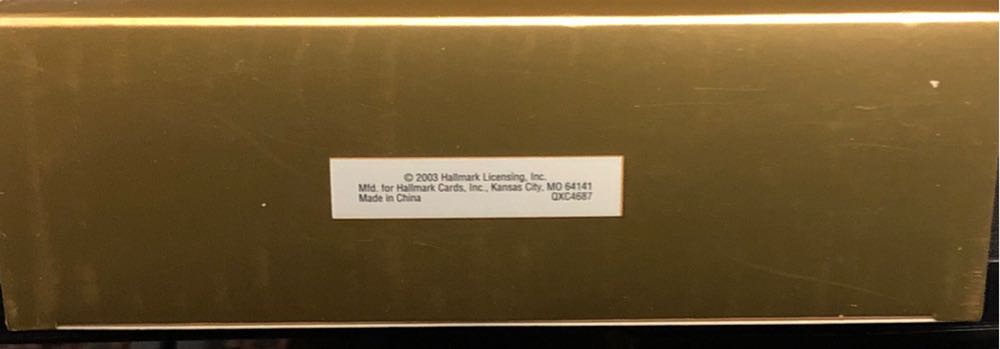 © 2003 Hallmark Licensing, Inc.
Mfd. for Hallmark Cards, Inc., Kansas City, MO 64141
Made in China QXC4687